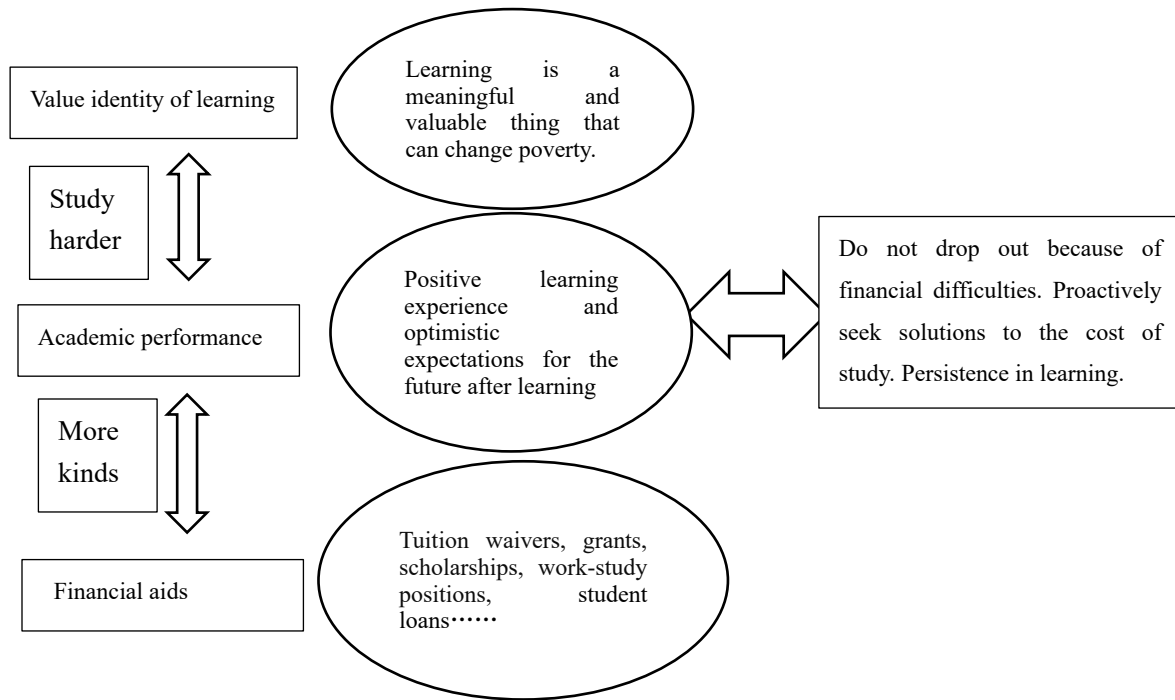 Value identity of learning
Learning is a
meaningful and
valuable thing that
can change poverty.
Study
harder
Academic performance
Positive learning
experience and
optimistic
expectations for the
future after learning
Do not drop out because of
financial difficulties. Proactively
seek solutions to the cost of
study. Persistence in learning.
More
kinds
Financial aids
Tuition waivers, grants,
scholarships, work-study
positions, student
loans······